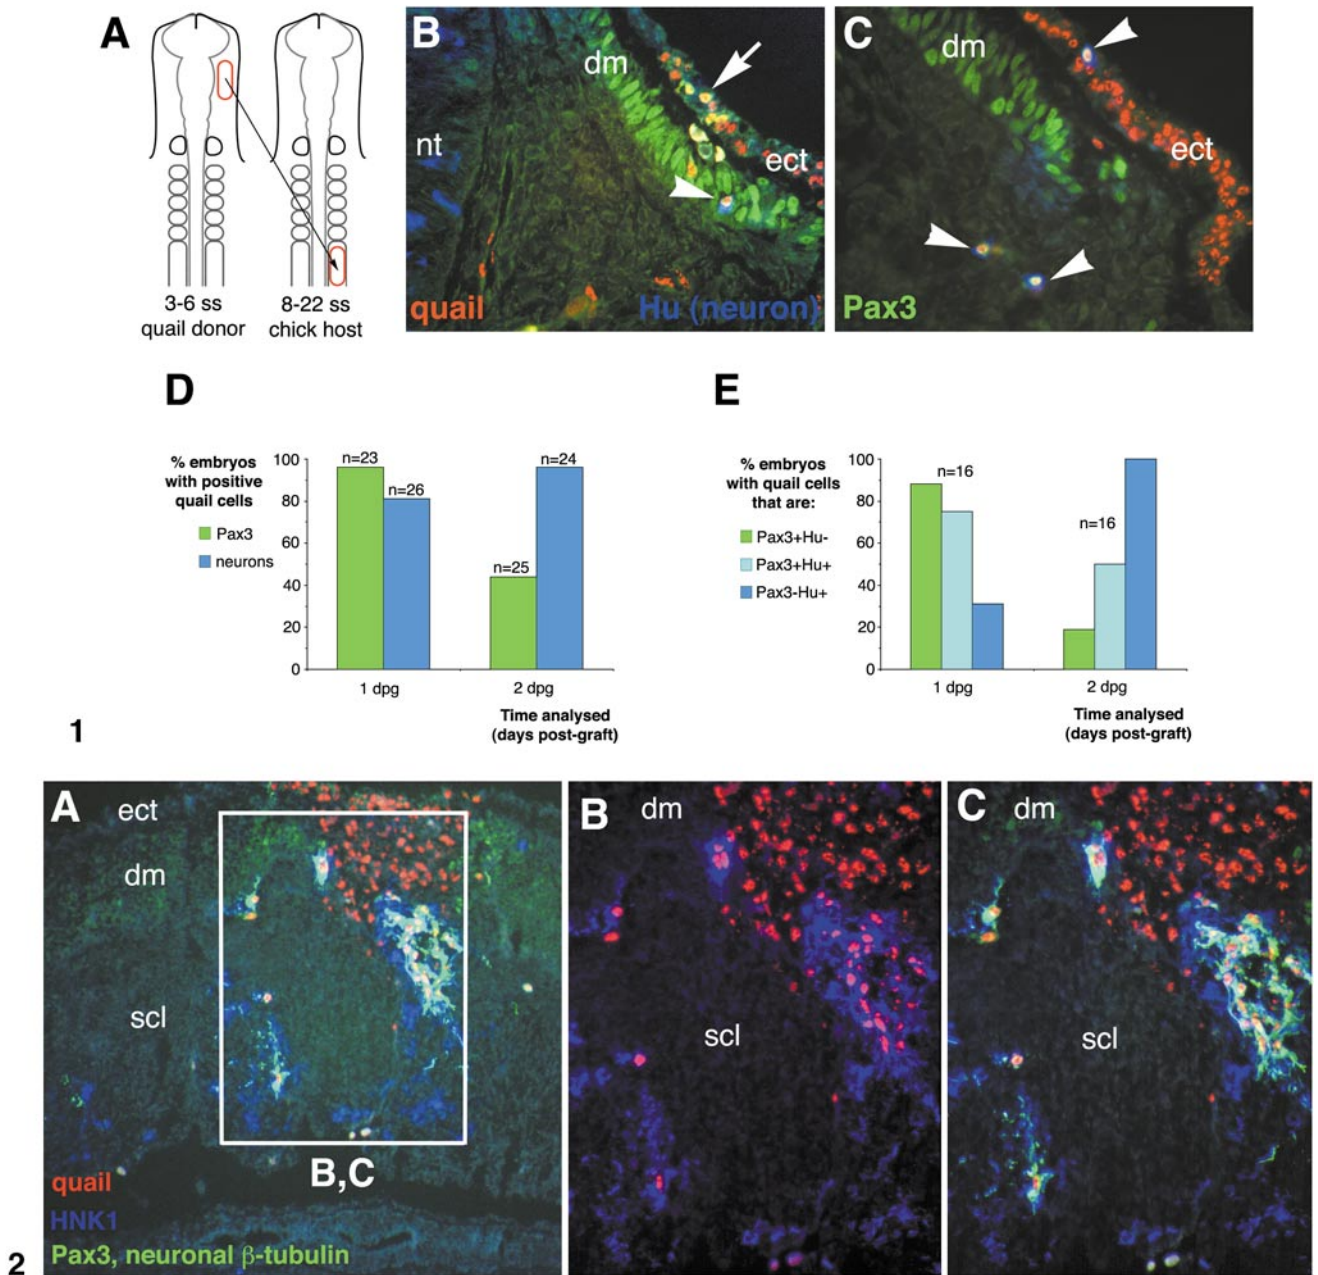 A
3-6 ss
quail donor
8-22 ss
chick host
B
dm
nt
ect
quail
Hu (neuron)
C
dm
ect
Pax3
D
% embryos
with positive
quail cells
Pax3
neurons
100
80
60
40
20
0
n=23
n=26
n=25
n=24
1 dpg
2 dpg
Time analysed
(days post-graft)
E
% embryos
with quail cells
that are:
Pax3+Hu-
Pax3+Hu+
Pax3-Hu+
100
80
60
40
20
0
n=16
n=16
1 dpg
2 dpg
Time analysed
(days post-graft)
1
A
ect
dm
scl
B,C
quail
HNK1
Pax3, neuronal β-tubulin
B
dm
scl
C
dm
scl
2